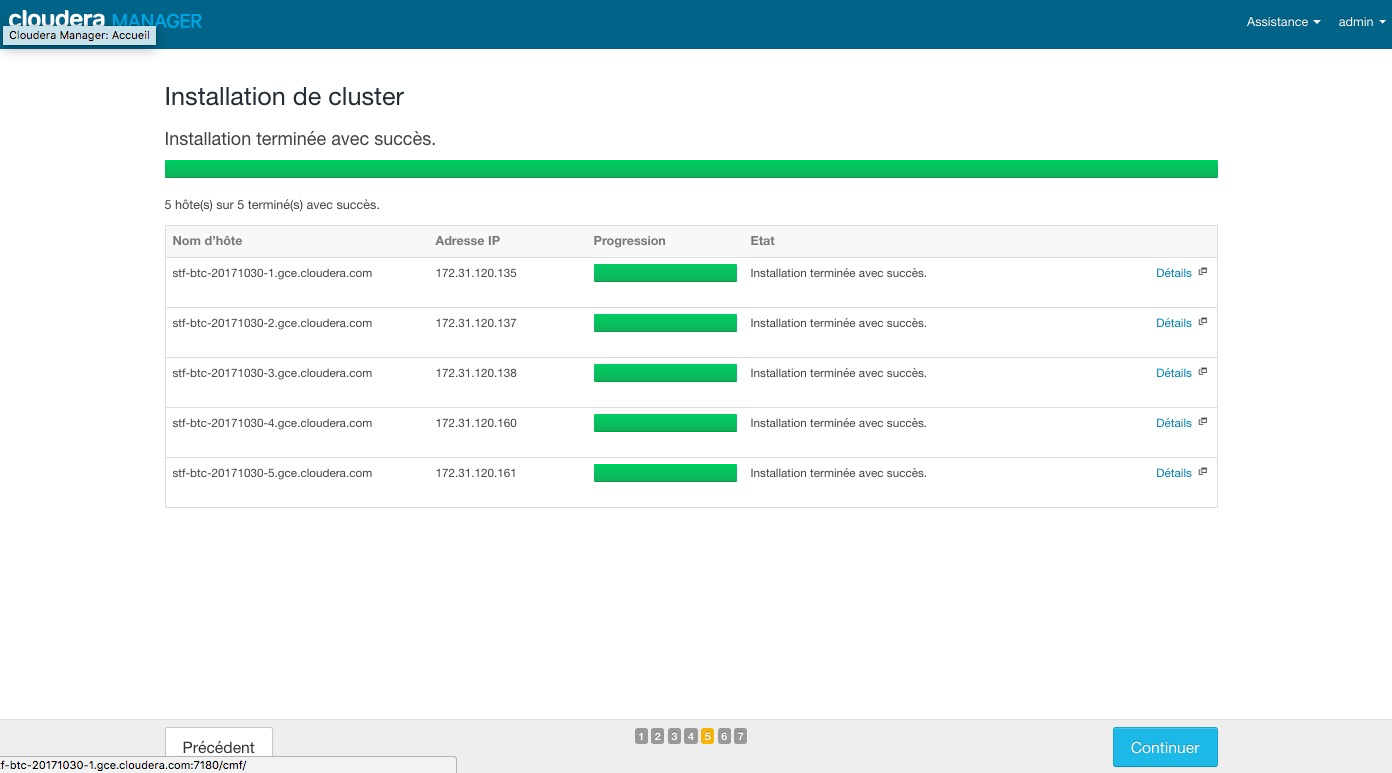 cloudera MANAGER
Assistance admin
Cloudera Manager: Accueil
Installation de cluster
Installation terminée avec succès.
5 hôte(s) sur 5 terminé(s) avec succès.
Nom d'hôte Adresse IP Progression Etat
stf-btc-20171030-1.gce.cloudera.com 172.31.120.135 Installation terminée avec succès. Détails
stf-btc-20171030-2.gce.cloudera.com 172.31.120.137 Installation terminée avec succès. Détails
stf-btc-20171030-3.gce.cloudera.com 172.31.120.138 Installation terminée avec succès. Détails
stf-btc-20171030-4.gce.cloudera.com 172.31.120.160 Installation terminée avec succès. Détails
stf-btc-20171030-5.gce.cloudera.com 172.31.120.161 Installation terminée avec succès. Détails
Précédent 1 2 3 4 5 6 7 Continuer
f-btc-20171030-1.gce.cloudera.com:7180/cmf/